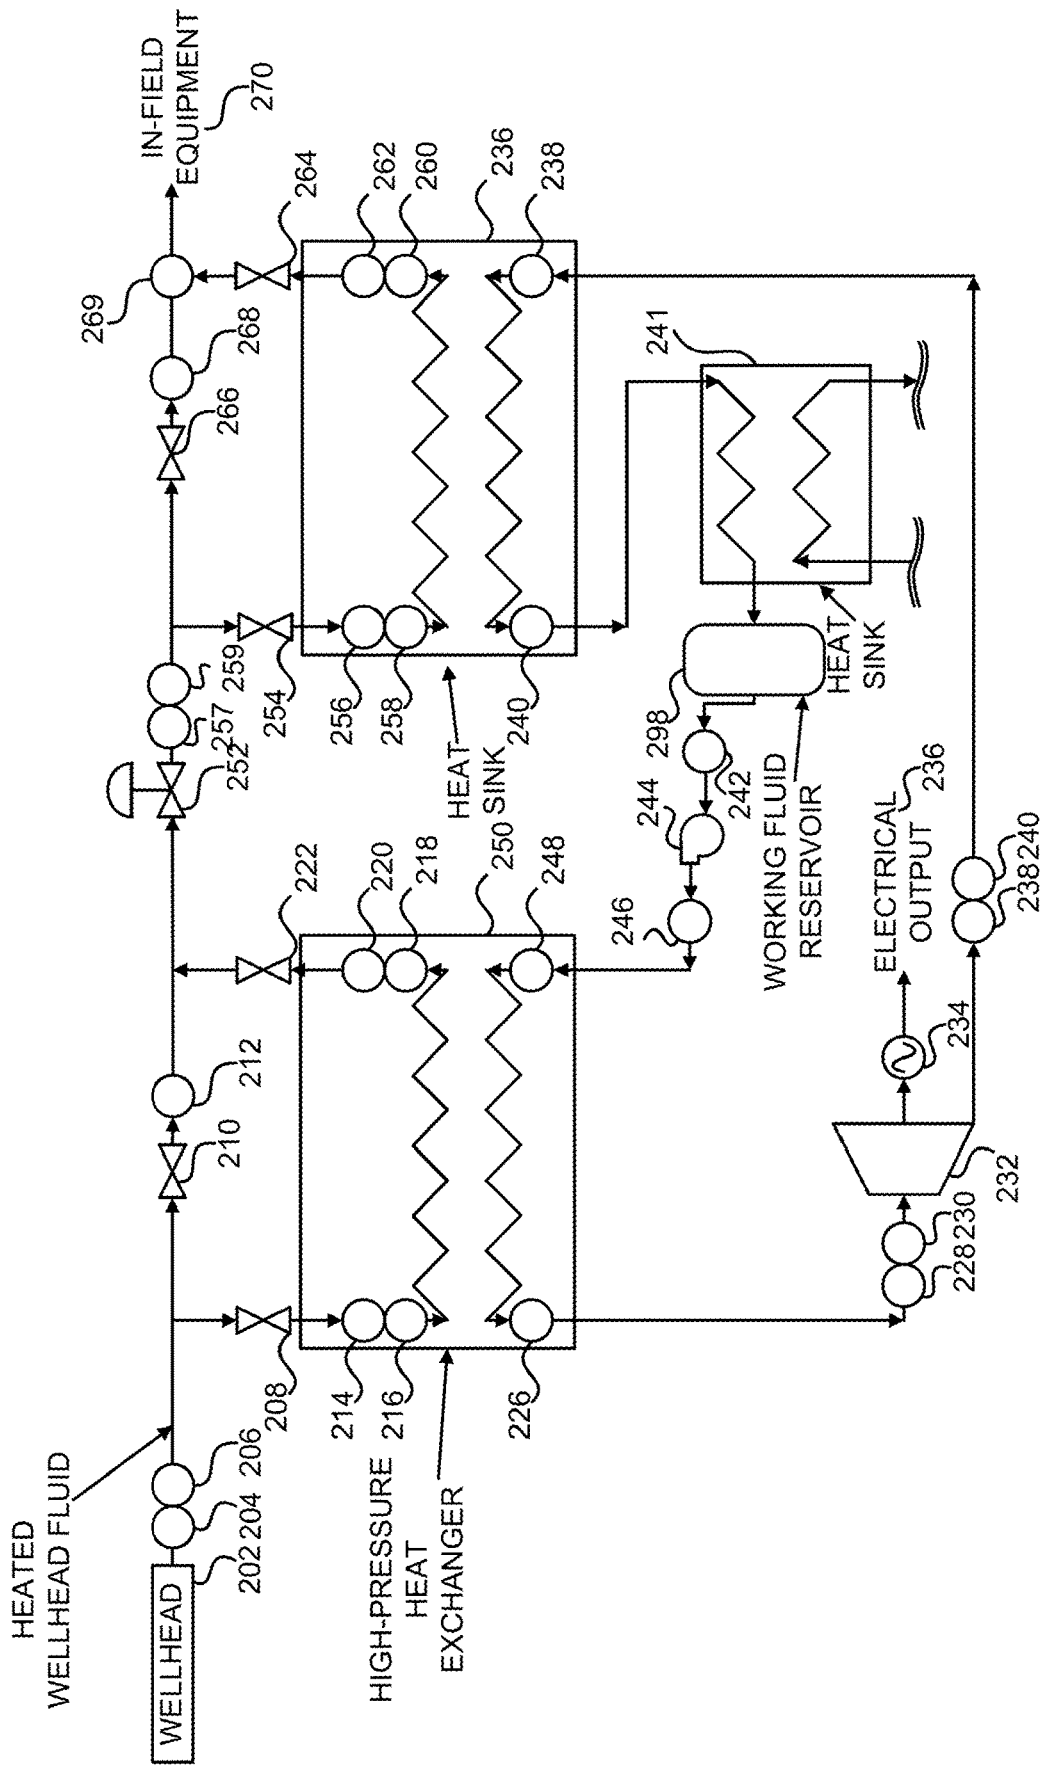 HEATED
WELLHEAD FLUID
WELLHEAD
202
204
206
208
210
212
214
216
218
220
222
HIGH-PRESSURE
HEAT
EXCHANGER
226
248
250
252
257
259
254
256
258
240
HEAT
SINK
266
268
269
264
262
260
236
238
IN-FIELD
EQUIPMENT
270
241
HEAT
SINK
298
242
244
246
WORKING FLUID
RESERVOIR
228
230
232
234
ELECTRICAL
OUTPUT
236
238
240